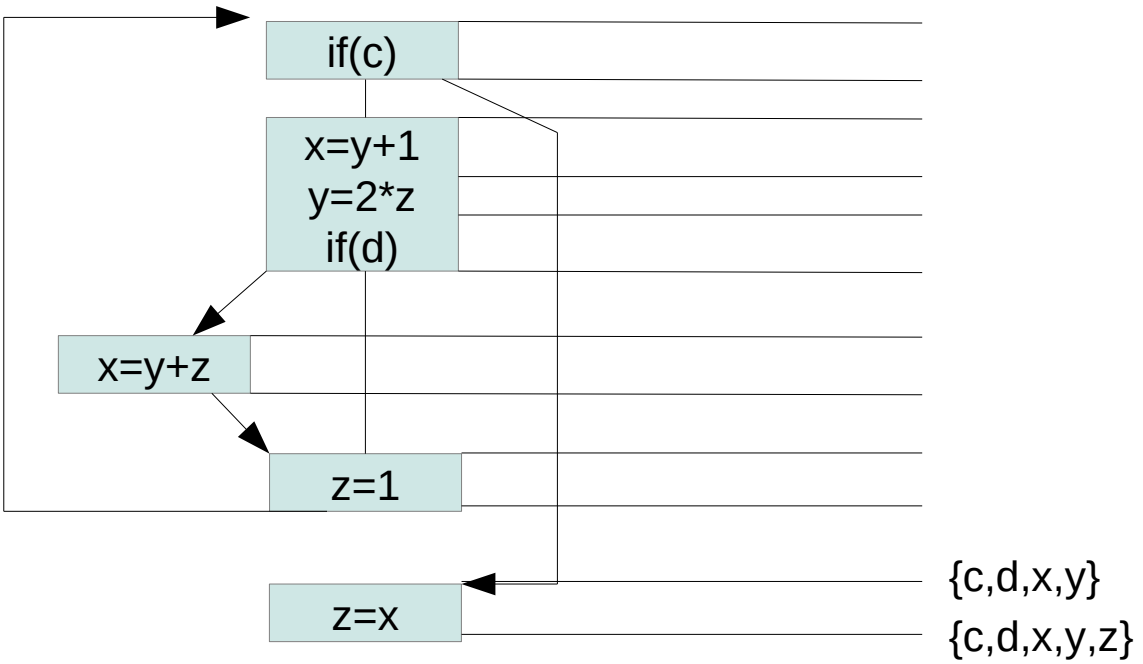 if(c)
x=y+1
y=2*z
if(d)
x=y+z
z=1
{c,d,x,y}
z=x
{c,d,x,y,z}